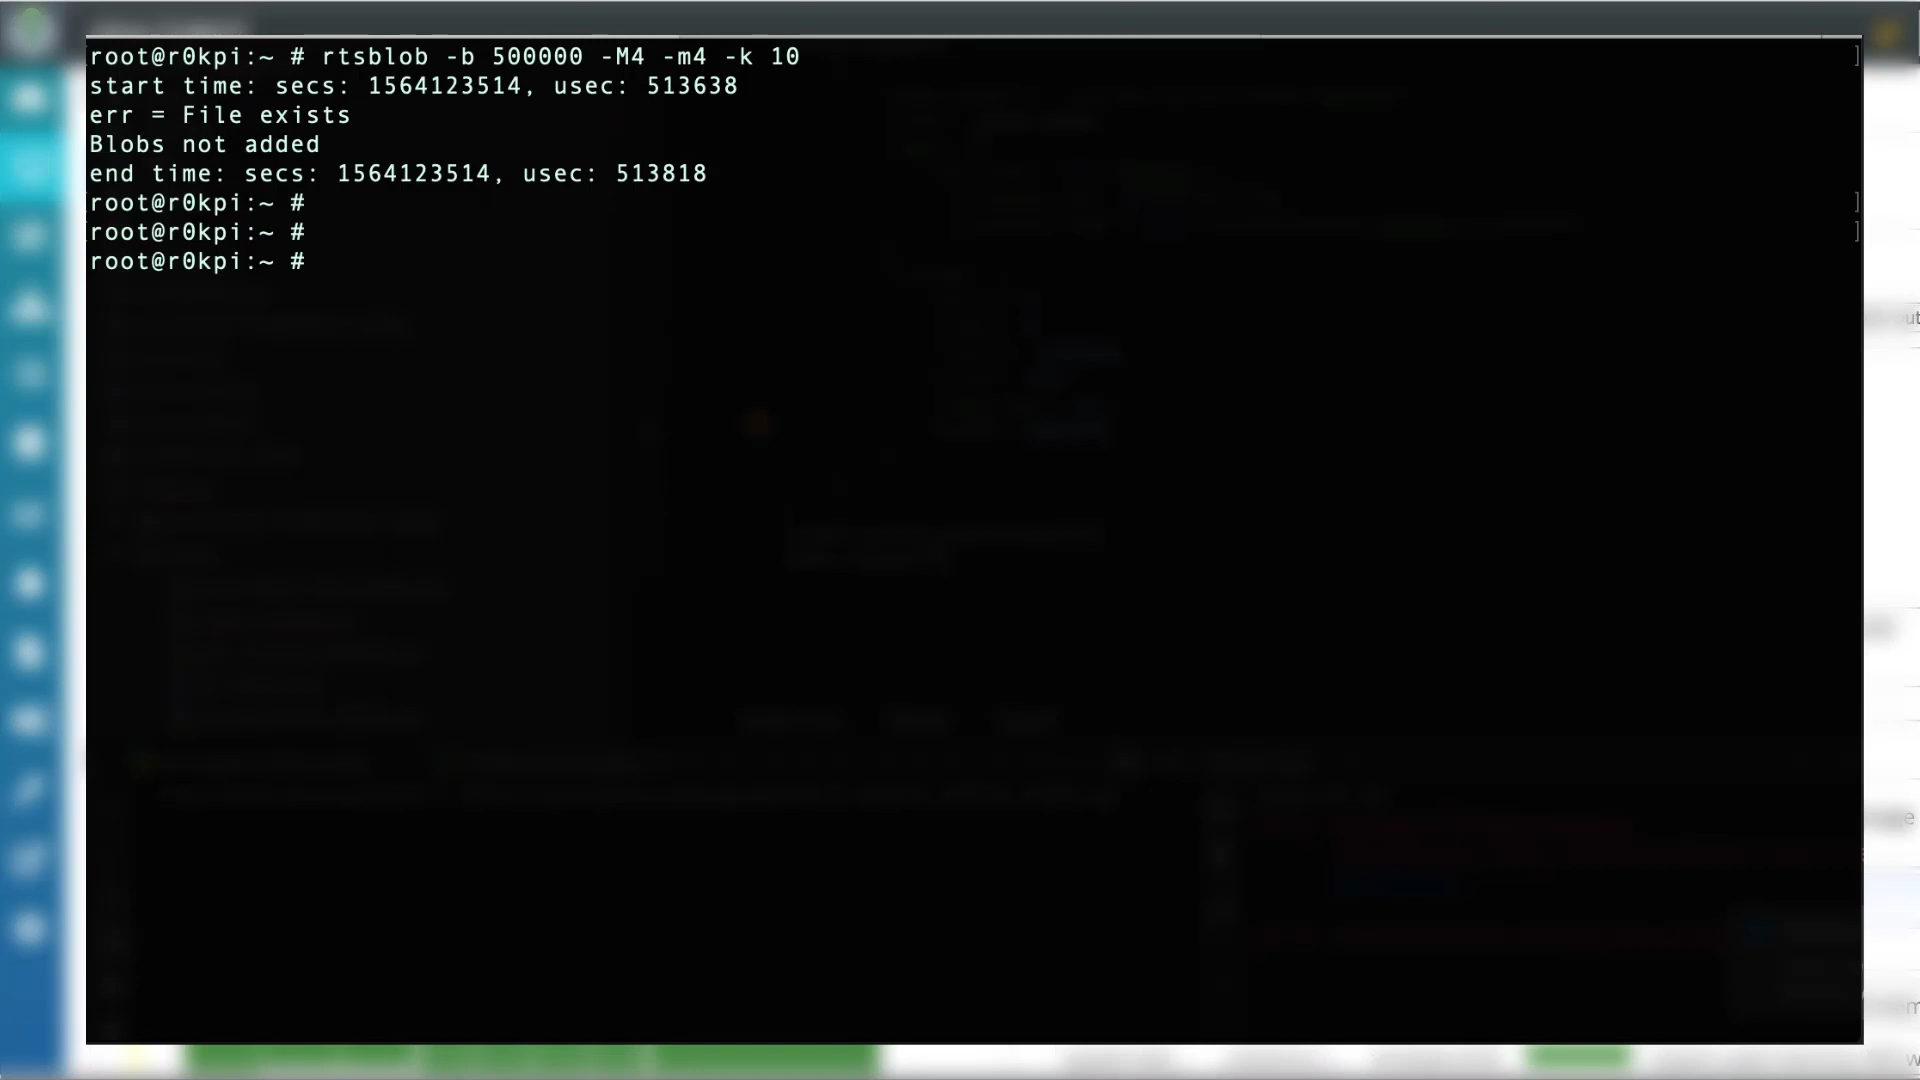 root@r0kpi:~ # rtsblob -b 500000 -M4 -m4 -k 10
start time: secs: 1564123514, usec: 513638
err = File exists
Blobs not added
end time: secs: 1564123514, usec: 513818
root@r0kpi:~ #
root@r0kpi:~ #
root@r0kpi:~ #